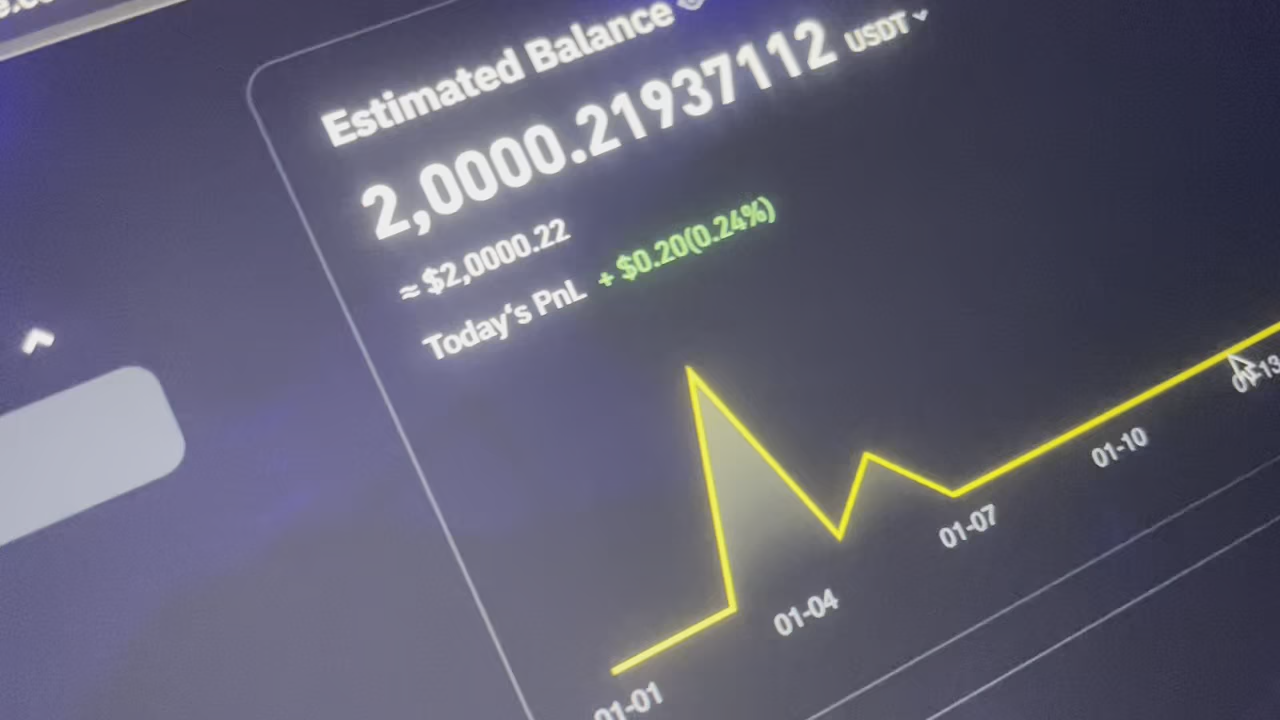 Estimated Balance
2,0000.21937112 USDT
≈ $2,0000.22
Today's PnL + $0.20(0.24%)
01-01
01-04
01-07
01-10